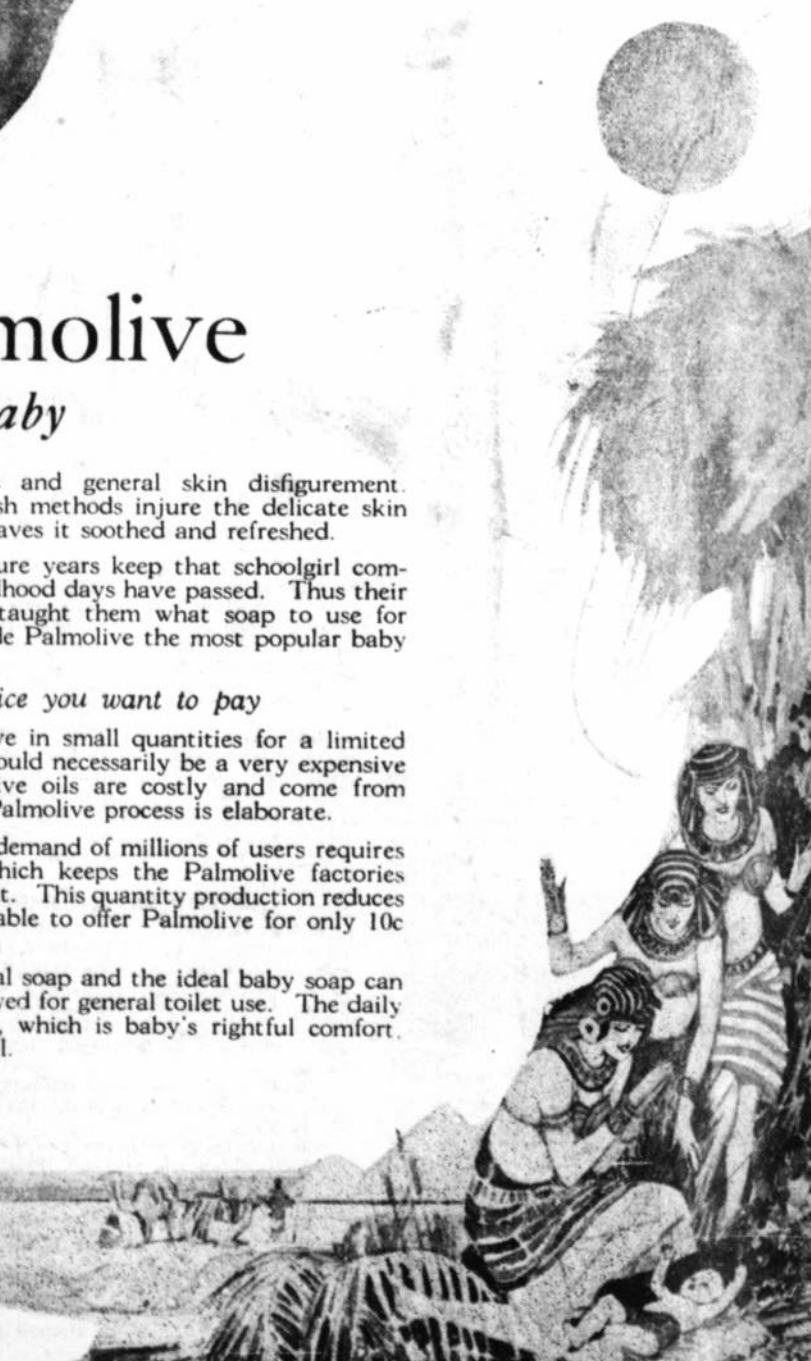 molive
aby
and general skin disfigurement.
sh methods injure the delicate skin
aves it soothed and refreshed.
ure years keep that schoolgirl com-
lhood days have passed. Thus their
taught them what soap to use for
le Palmolive the most popular baby
ice you want to pay
ve in small quantities for a limited
ould necessarily be a very expensive
ive oils are costly and come from
Palmolive process is elaborate.
demand of millions of users requires
hich keeps the Palmolive factories
t. This quantity production reduces
able to offer Palmolive for only 10c
al soap and the ideal baby soap can
yed for general toilet use. The daily
, which is baby's rightful comfort.
l.